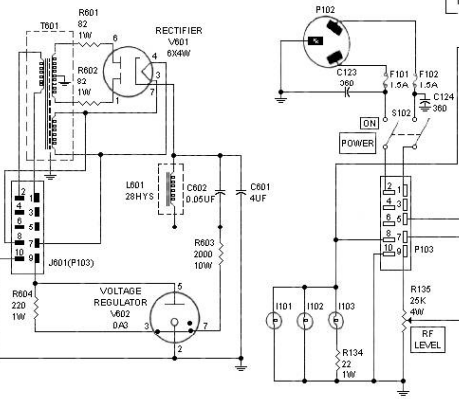 T601
R601
82
1W
6
RECTIFIER
V601
6X4W
4
3
7
R602
82
1W
1
L601
28HYS
C602
0.05UF
C601
4UF
2 1
4 3
6 5
8 7
10 9
J601(P103)
R603
2000
10W
R604
220
1W
VOLTAGE
REGULATOR
V602
0A3
5
3
7
2
P102
C123
360
F101
1.5A
F102
1.5A
C124
360
ON
S102
POWER
2 1
4 3
6 5
8 7
10 9
P103
I101
I102
I103
R134
22
1W
R135
25K
4W
RF
LEVEL